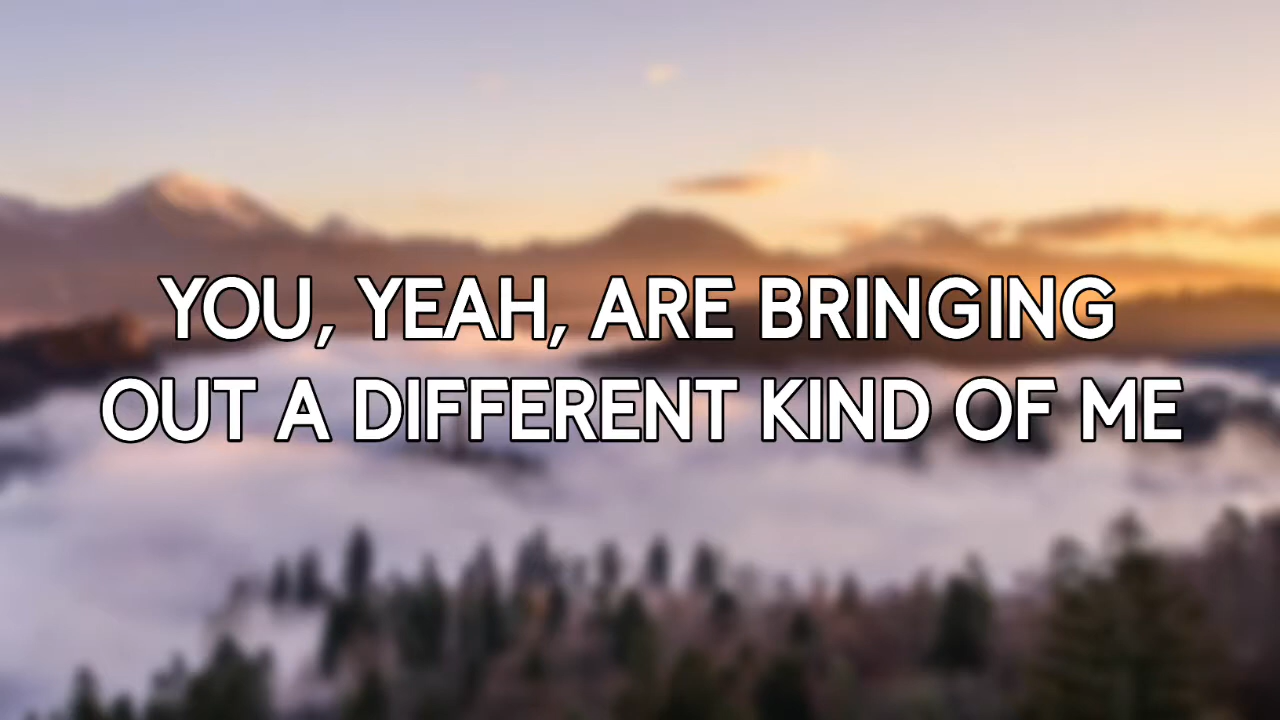 YOU, YEAH, ARE BRINGING
OUT A DIFFERENT KIND OF ME